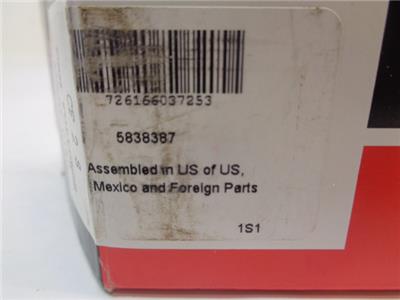 726166037253
5838387
Assembled in US of US,
Mexico and Foreign Parts
1S1